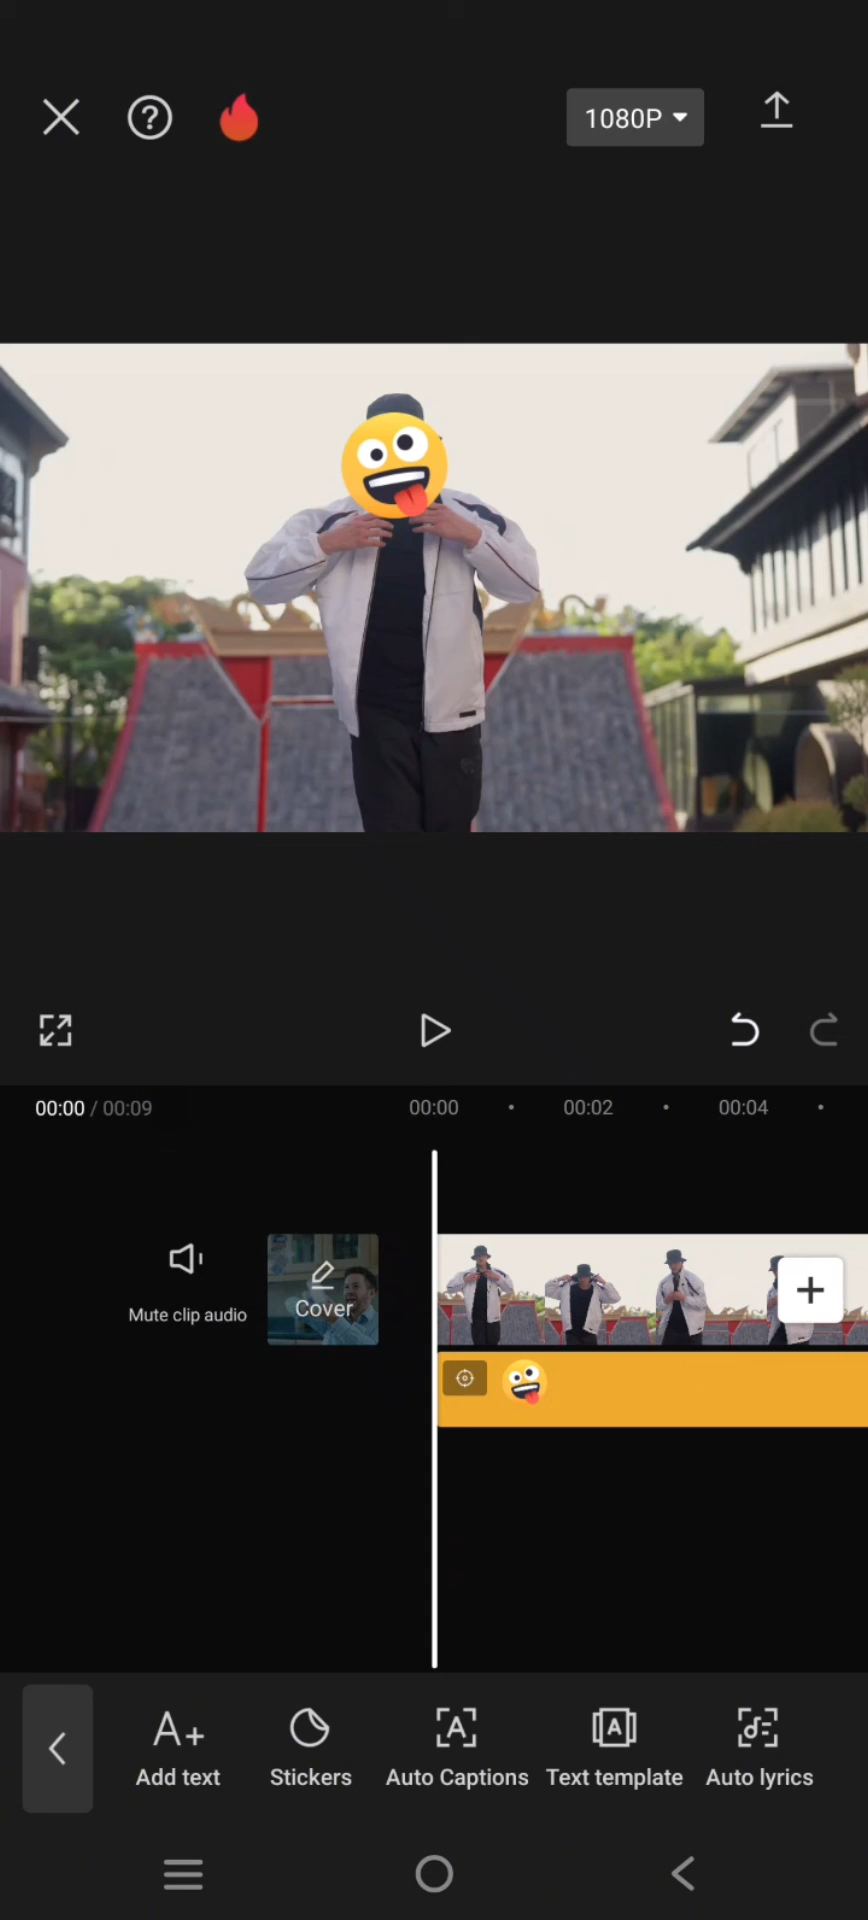 1080P
00:00 / 00:09
00:00
00:02
00:04
Mute clip audio
Cover
Add text
Stickers
Auto Captions
Text template
Auto lyrics